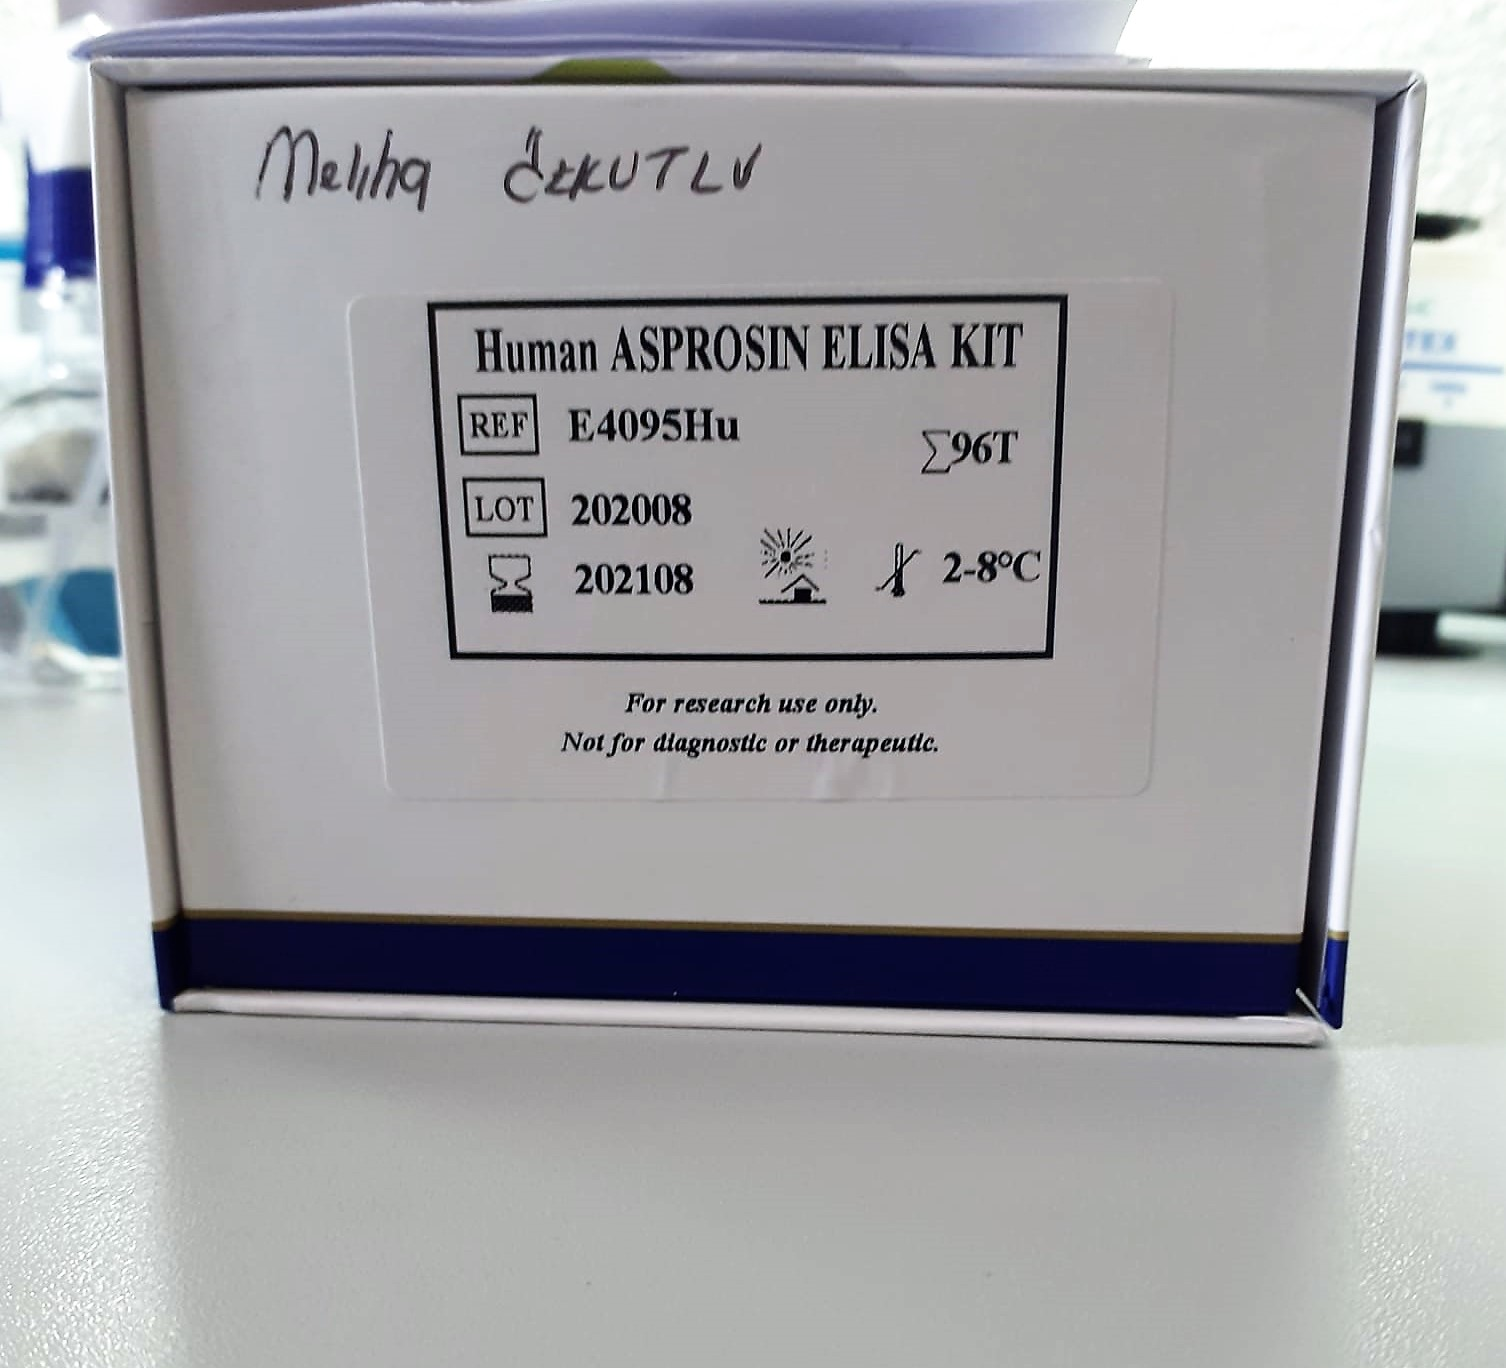 Meliha ÖZKUTLU
Human ASPROSIN ELISA KIT
REF E4095Hu
∑96T
LOT 202008
202108
2-8°C
For research use only.
Not for diagnostic or therapeutic.